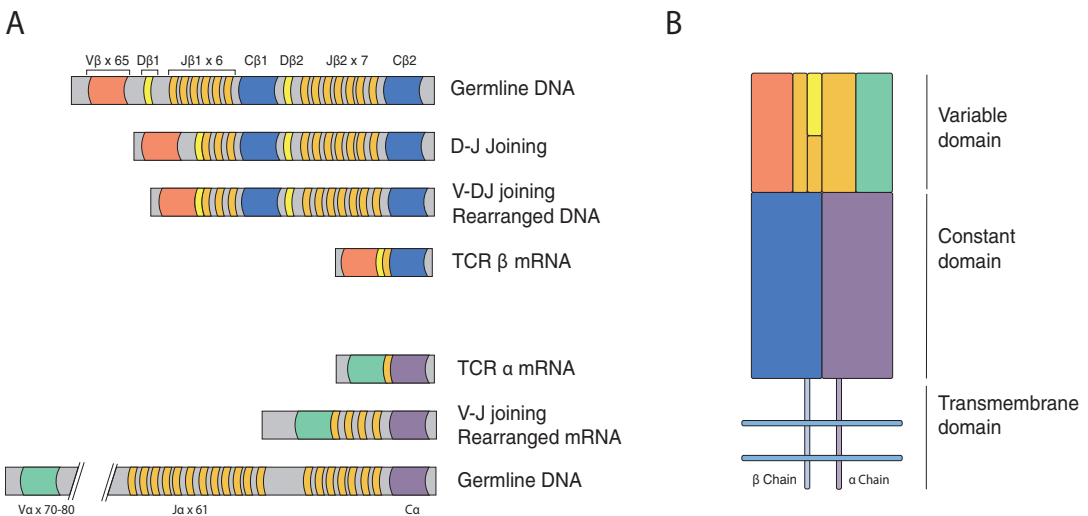 A
B
Vβ x 65 Dβ1 Jβ1 x 6 Cβ1 Dβ2 Jβ2 x 7 Cβ2
Germline DNA
D-J Joining
V-DJ joining
Rearranged DNA
TCR β mRNA
TCR α mRNA
V-J joining
Rearranged mRNA
Germline DNA
Vα x 70-80 Jα x 61 Cα
Variable
domain
Constant
domain
Transmembrane
domain
β Chain α Chain